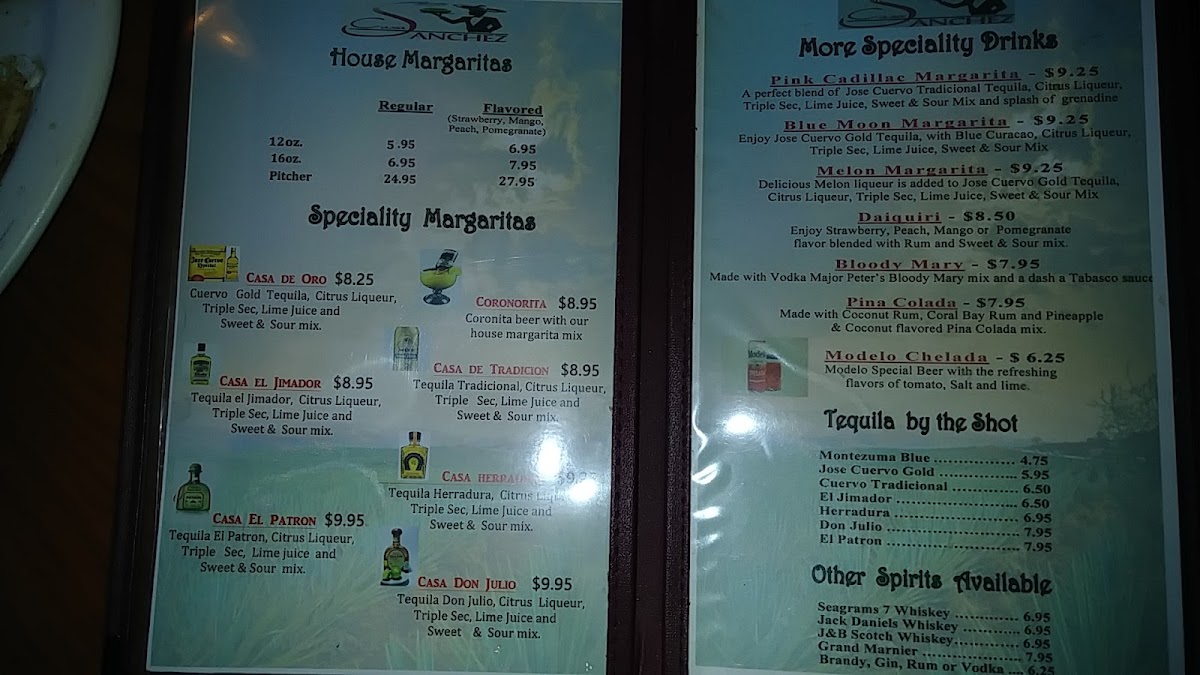 SANCHEZ
House Margaritas
Regular Flavored
(Strawberry, Mango,
Peach, Pomegranate)
12oz. 5.95 6.95
16oz. 6.95 7.95
Pitcher 24.95 27.95
Speciality Margaritas
CASA DE ORO $8.25
Cuervo Gold Tequila, Citrus Liqueur,
Triple Sec, Lime Juice and
Sweet & Sour mix.
CORONORITA $8.95
Coronita beer with our
house margarita mix
CASA EL JIMADOR $8.95
Tequila el Jimador, Citrus Liqueur,
Triple Sec, Lime Juice and
Sweet & Sour mix.
CASA DE TRADICION $8.95
Tequila Tradicional, Citrus Liqueur,
Triple Sec, Lime Juice and
Sweet & Sour mix.
CASA
Tequila Herradura, Citrus
Triple Sec, Lime Juice and
Sweet & Sour mix.
CASA EL PATRON $9.95
Tequila El Patron, Citrus Liqueur,
Triple Sec, Lime juice and
Sweet & Sour mix.
CASA DON JULIO $9.95
Tequila Don Julio, Citrus Liqueur,
Triple Sec, Lime Juice and
Sweet & Sour mix.
SANCHEZ
More Speciality Drinks
Pink Cadillac Margarita - $9.25
A perfect blend of Jose Cuervo Tradicional Tequila, Citrus Liqueur,
Triple Sec, Lime Juice, Sweet & Sour Mix and splash of grenadine
Blue Moon Margarita - $9.25
Enjoy Jose Cuervo Gold Tequila, with Blue Curacao, Citrus Liqueur,
Triple Sec, Lime Juice, Sweet & Sour Mix
Melon Margarita - $9.25
Delicious Melon liqueur is added to Jose Cuervo Gold Tequila,
Citrus Liqueur, Triple Sec, Lime Juice, Sweet & Sour Mix
Daiquiri - $8.50
Enjoy Strawberry, Peach, Mango or Pomegranate
flavor blended with Rum and Sweet & Sour mix.
Bloody Mary - $7.95
Made with Vodka Major Peter's Bloody Mary mix and a dash a Tabasco sauce
Pina Colada - $7.95
Made with Coconut Rum, Coral Bay Rum and Pineapple
& Coconut flavored Pina Colada mix.
Modelo Chelada - $ 6.25
Modelo Special Beer with the refreshing
flavors of tomato, Salt and lime.
Tequila by the Shot
Montezuma Blue ................ 4.75
Jose Cuervo Gold ................ 5.95
Cuervo Tradicional ............. 6.50
El Jimador ........................ 6.50
Herradura ........................ 6.95
Don Julio ......................... 7.95
El Patron ......................... 7.95
Other Spirits Available
Seagrams 7 Whiskey ............ 6.95
Jack Daniels Whiskey ........... 6.95
J&B Scotch Whiskey............. 6.95
Grand Marnier ................... 7.95
Brandy, Gin, Rum or Vodka .... 6.25